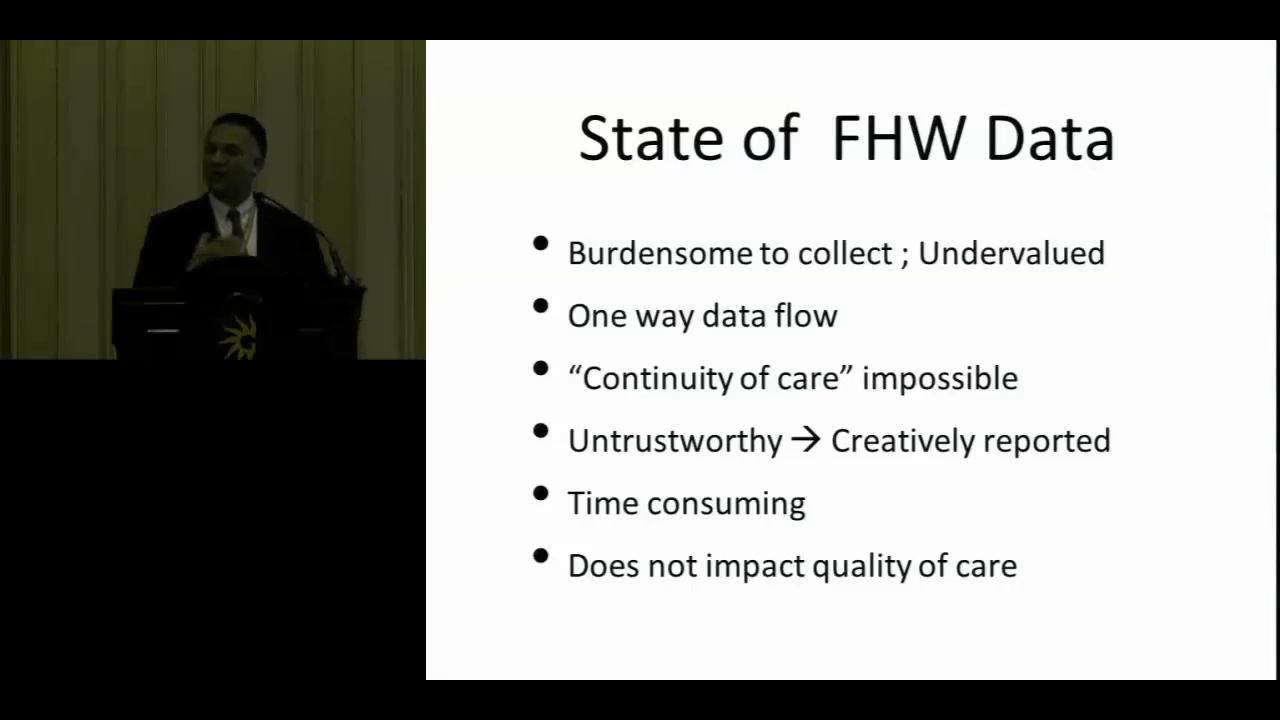 State of FHW Data
• Burdensome to collect ; Undervalued
• One way data flow
• “Continuity of care” impossible
• Untrustworthy → Creatively reported
• Time consuming
• Does not impact quality of care